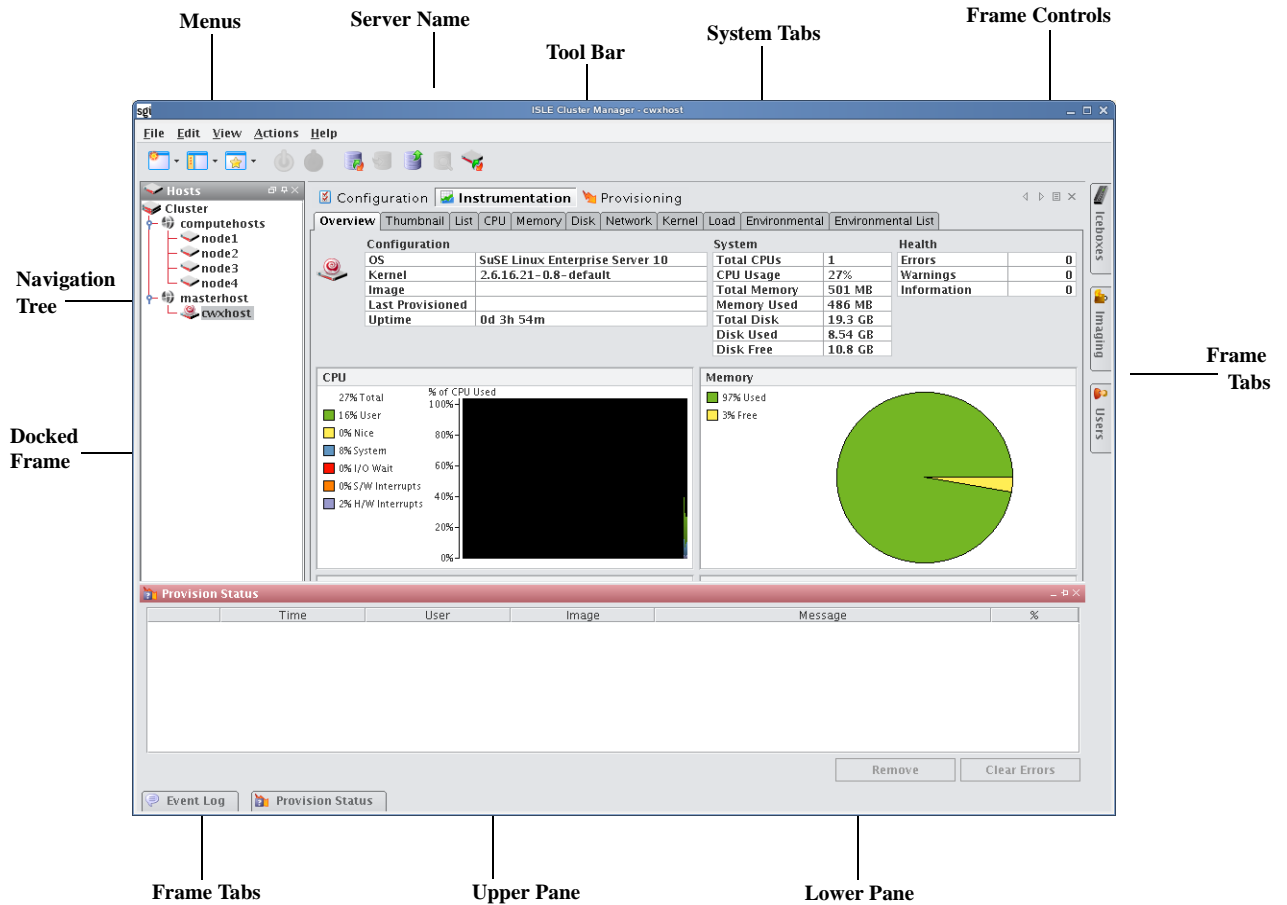 Menus
Server Name
Tool Bar
System Tabs
Frame Controls
sgi
ISLE Cluster Manager - cwxhost
File Edit View Actions Help
Hosts
Cluster
computehosts
node1
node2
node3
node4
masterhost
cwxhost
Configuration Instrumentation Provisioning
Overview Thumbnail List CPU Memory Disk Network Kernel Load Environmental Environmental List
Configuration
OS SuSE Linux Enterprise Server 10
Kernel 2.6.16.21-0.8-default
Image
Last Provisioned
Uptime 0d 3h 54m
System
Total CPUs 1
CPU Usage 27%
Total Memory 501 MB
Memory Used 486 MB
Total Disk 19.3 GB
Disk Used 8.54 GB
Disk Free 10.8 GB
Health
Errors 0
Warnings 0
Information 0
CPU
27% Total
16% User
0% Nice
8% System
0% I/O Wait
0% S/W Interrupts
2% H/W Interrupts
% of CPU Used
100%
80%
60%
40%
20%
0%
Memory
97% Used
3% Free
Iceboxes
Imaging
Users
Navigation
Tree
Docked
Frame
Frame
Tabs
Provision Status
Time User Image Message %
Remove Clear Errors
Event Log Provision Status
Frame Tabs
Upper Pane
Lower Pane